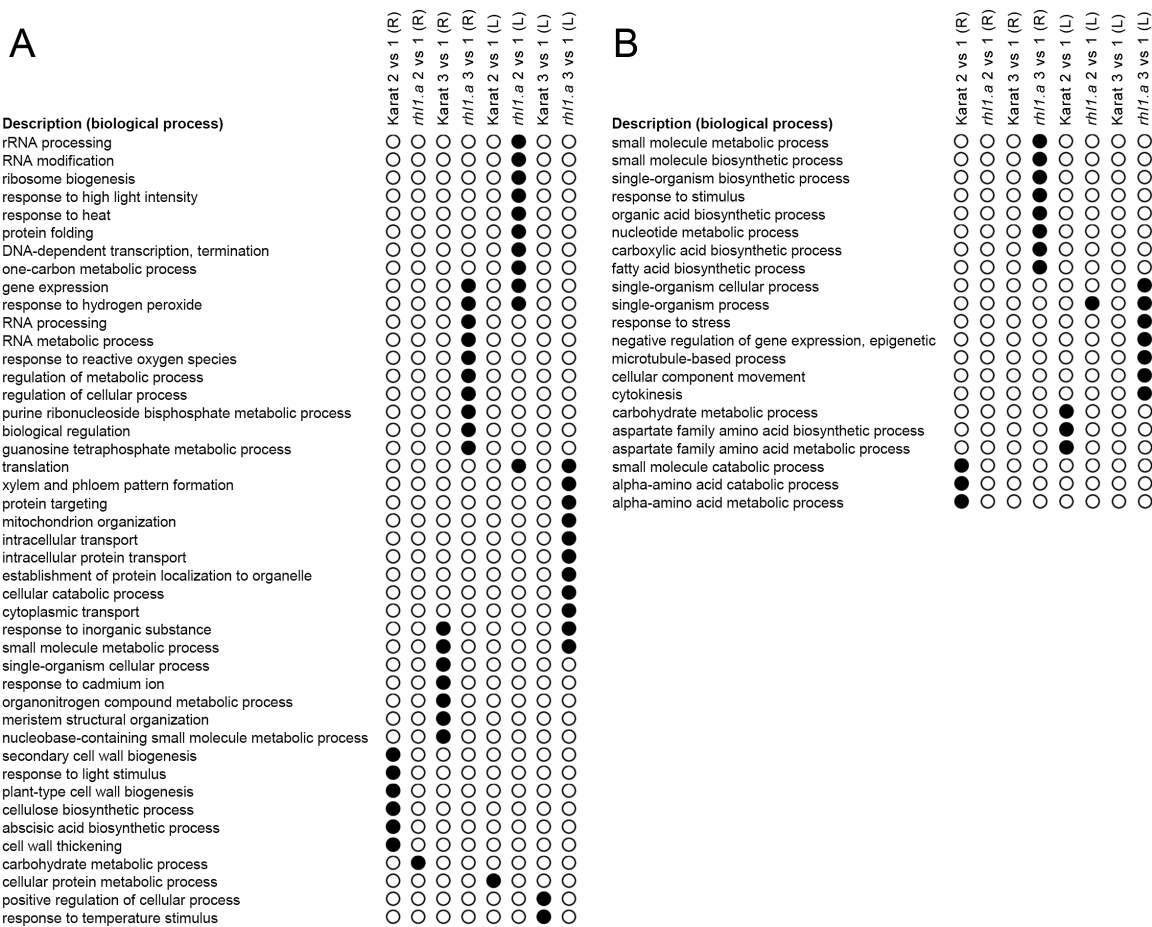 A
Karat 2 vs 1 (R)
rhl1.a 2 vs 1 (R)
Karat 3 vs 1 (R)
rhl1.a 3 vs 1 (R)
Karat 2 vs 1 (L)
rhl1.a 2 vs 1 (L)
Karat 3 vs 1 (L)
rhl1.a 3 vs 1 (L)
Description (biological process)
rRNA processing
RNA modification
ribosome biogenesis
response to high light intensity
response to heat
protein folding
DNA-dependent transcription, termination
one-carbon metabolic process
gene expression
response to hydrogen peroxide
RNA processing
RNA metabolic process
response to reactive oxygen species
regulation of metabolic process
regulation of cellular process
purine ribonucleoside bisphosphate metabolic process
biological regulation
guanosine tetraphosphate metabolic process
translation
xylem and phloem pattern formation
protein targeting
mitochondrion organization
intracellular transport
intracellular protein transport
establishment of protein localization to organelle
cellular catabolic process
cytoplasmic transport
response to inorganic substance
small molecule metabolic process
single-organism cellular process
response to cadmium ion
organonitrogen compound metabolic process
meristem structural organization
nucleobase-containing small molecule metabolic process
secondary cell wall biogenesis
response to light stimulus
plant-type cell wall biogenesis
cellulose biosynthetic process
abscisic acid biosynthetic process
cell wall thickening
carbohydrate metabolic process
cellular protein metabolic process
positive regulation of cellular process
response to temperature stimulus
B
Karat 2 vs 1 (R)
rhl1.a 2 vs 1 (R)
Karat 3 vs 1 (R)
rhl1.a 3 vs 1 (R)
Karat 2 vs 1 (L)
rhl1.a 2 vs 1 (L)
Karat 3 vs 1 (L)
rhl1.a 3 vs 1 (L)
Description (biological process)
small molecule metabolic process
small molecule biosynthetic process
single-organism biosynthetic process
response to stimulus
organic acid biosynthetic process
nucleotide metabolic process
carboxylic acid biosynthetic process
fatty acid biosynthetic process
single-organism cellular process
single-organism process
response to stress
negative regulation of gene expression, epigenetic
microtubule-based process
cellular component movement
cytokinesis
carbohydrate metabolic process
aspartate family amino acid biosynthetic process
aspartate family amino acid metabolic process
small molecule catabolic process
alpha-amino acid catabolic process
alpha-amino acid metabolic process